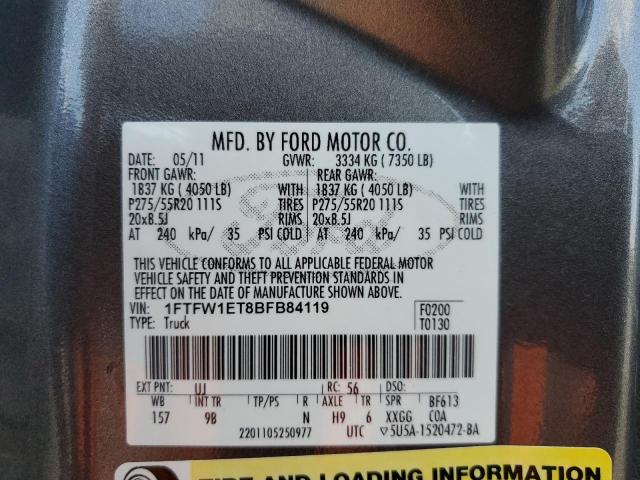 MFD. BY FORD MOTOR CO.
DATE: 05/11 GVWR: 3334 KG ( 7350 LB)
FRONT GAWR: REAR GAWR:
1837 KG ( 4050 LB) WITH 1837 KG ( 4050 LB) WITH
P275/55R20 111S TIRES P275/55R20 111S TIRES
20x8.5J RIMS 20x8.5J RIMS
AT 240 kPa/ 35 PSI COLD AT 240 kPa/ 35 PSI COLD
THIS VEHICLE CONFORMS TO ALL APPLICABLE FEDERAL MOTOR
VEHICLE SAFETY AND THEFT PREVENTION STANDARDS IN
EFFECT ON THE DATE OF MANUFACTURE SHOWN ABOVE.
VIN: 1FTFW1ET8BFB84119 F0200
TYPE: Truck T0130
EXT PNT: UJ RC: 56 DSO:
WB INT TR TP/PS R AXLE TR SPR BF613
157 9B N H9 6 XXGG COA
2201105250977 UTC ▽5U5A-1520472-BA
TIRE AND LOADING INFORMATION